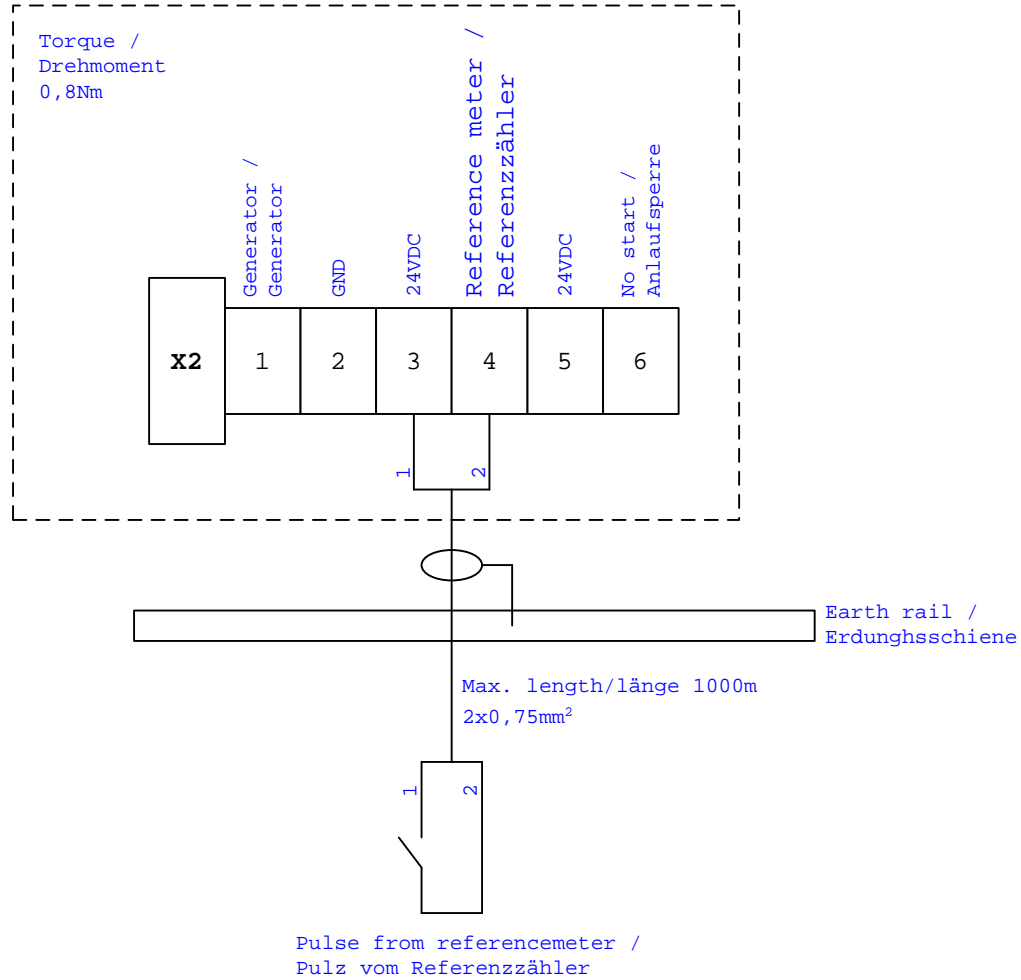 Torque /
Drehmoment
0,8Nm
Generator /
Generator
GND
24VDC
Reference meter /
Referenzzähler
24VDC
No start /
Anlaufsperre
X2
1
2
3
4
5
6
1
2
Earth rail /
Erdunghsschiene
Max. length/länge 1000m
2x0,75mm²
1
2
Pulse from referencemeter /
Pulz vom Referenzzähler